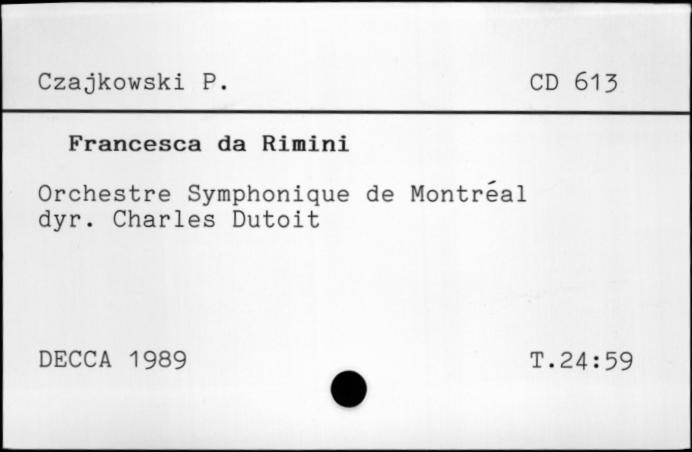 Czajkowski P. CD 613
Francesca da Rimini
Orchestre Symphonique de Montréal
dyr. Charles Dutoit
DECCA 1989 T.24:59